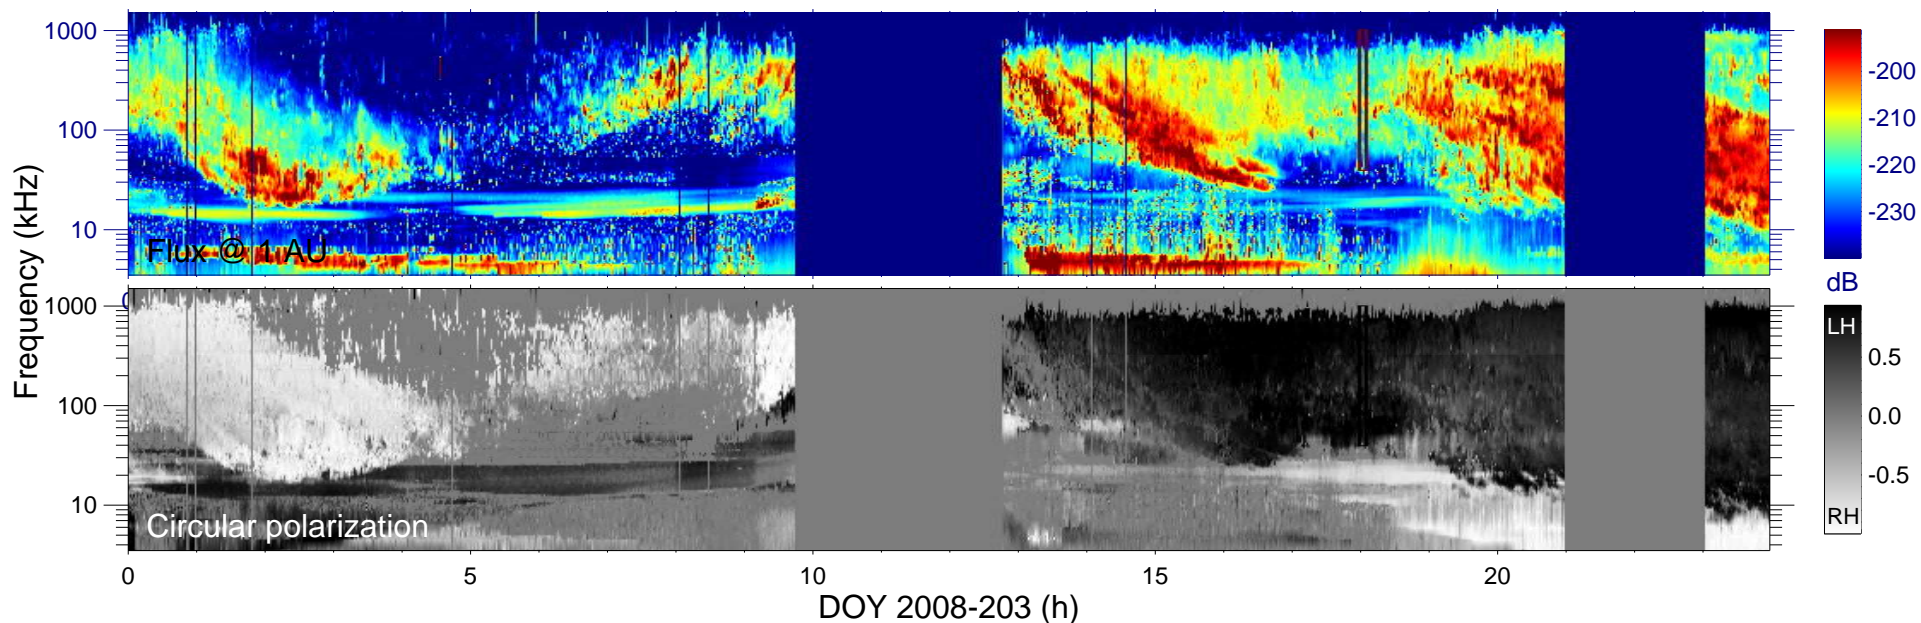 1000
100
10
Frequency (kHz)
Flux @ 1 AU
0
-200
-210
-220
-230
dB
1000
100
10
Circular polarization
LH
0.5
0.0
-0.5
RH
0 5 10 15 20
DOY 2008-203 (h)